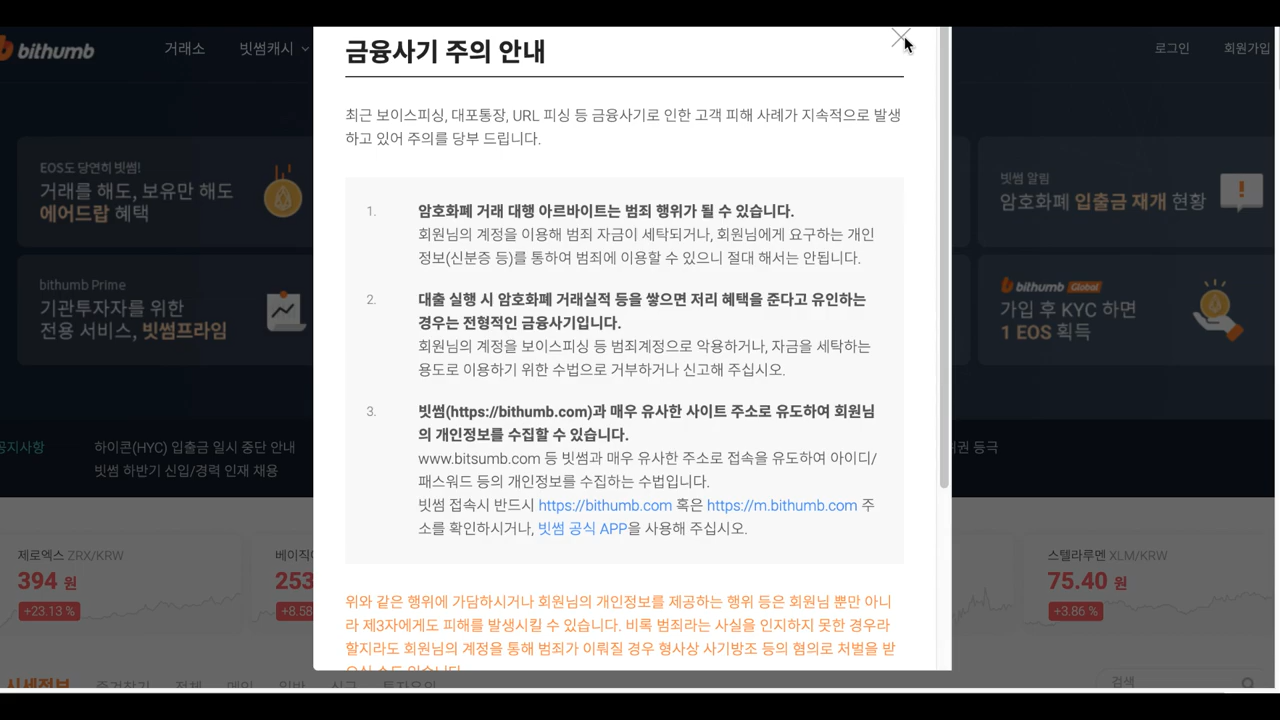 bithumb
거래소
빗썸캐시
로그인
회원가입
EOS도 당연히 빗썸!
거래를 해도, 보유만 해도
에어드랍 혜택
bithumb Prime
기관투자자를 위한
전용 서비스, 빗썸프라임
금융사기 주의 안내
최근 보이스피싱, 대포통장, URL 피싱 등 금융사기로 인한 고객 피해 사례가 지속적으로 발생
하고 있어 주의를 당부 드립니다.
1. 암호화폐 거래 대행 아르바이트는 범죄 행위가 될 수 있습니다.
회원님의 계정을 이용해 범죄 자금이 세탁되거나, 회원님에게 요구하는 개인
정보(신분증 등)를 통하여 범죄에 이용할 수 있으니 절대 해서는 안됩니다.
2. 대출 실행 시 암호화폐 거래실적 등을 쌓으면 저리 혜택을 준다고 유인하는
경우는 전형적인 금융사기입니다.
회원님의 계정을 보이스피싱 등 범죄계정으로 악용하거나, 자금을 세탁하는
용도로 이용하기 위한 수법으로 거부하거나 신고해 주십시오.
3. 빗썸(https://bithumb.com)과 매우 유사한 사이트 주소로 유도하여 회원님
의 개인정보를 수집할 수 있습니다.
www.bitsumb.com 등 빗썸과 매우 유사한 주소로 접속을 유도하여 아이디/
패스워드 등의 개인정보를 수집하는 수법입니다.
빗썸 접속시 반드시 https://bithumb.com 혹은 https://m.bithumb.com 주
소를 확인하시거나, 빗썸 공식 APP을 사용해 주십시오.
위와 같은 행위에 가담하시거나 회원님의 개인정보를 제공하는 행위 등은 회원님 뿐만 아니
라 제3자에게도 피해를 발생시킬 수 있습니다. 비록 범죄라는 사실을 인지하지 못한 경우라
할지라도 회원님의 계정을 통해 범죄가 이뤄질 경우 형사상 사기방조 등의 혐의로 처벌을 받
빗썸 알림
암호화폐 입출금 재개 현황
bithumb Global
가입 후 KYC 하면
1 EOS 획득
공지사항
하이콘(HYC) 입출금 일시 중단 안내
빗썸 하반기 신입/경력 인재 채용
등극
제로엑스 ZRX/KRW
394 원
+23.13 %
베이직
253
+8.58
스텔라루멘 XLM/KRW
75.40 원
+3.86 %
시세정보
즐겨찾기
전체
메인
일반
신규
투자유의
검색